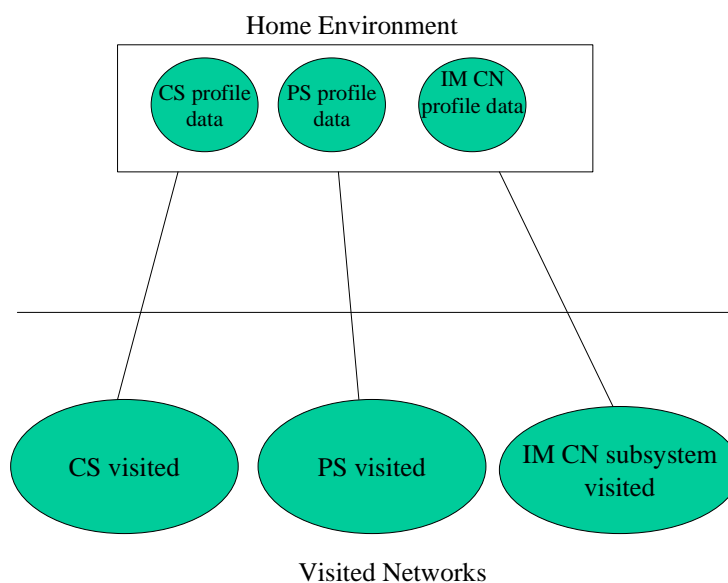 Home Environment
CS profile
data
PS profile
data
IM CN
profile data
CS visited
PS visited
IM CN subsystem
visited
Visited Networks